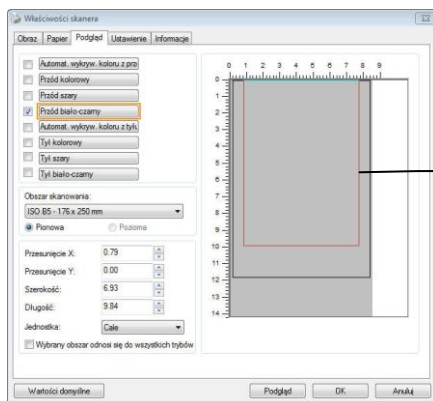 Właściwości skanera
Obraz Papier Podgląd Ustawienie Informacje
Automat. wykryw. koloru z prz
Przód kolorowy
Przód szary
Przód biało-czarny
Automat. wykryw. koloru z tyłu
Tył kolorowy
Tył szary
Tył biało-czarny
Obszar skanowania:
ISO B5 - 176 x 250 mm
Pionowa Pozioma
Przesunięcie X: 0.79
Przesunięcie Y: 0.00
Szerokość: 6.93
Długość: 9.84
Jednostka: Cale
Wybrany obszar odnosi się do wszystkich trybów
0 1 2 3 4 5 6 7 8 9
0
1
2
3
4
5
6
7
8
9
10
11
12
13
14
Wartości domyślne Podgląd OK Anuluj